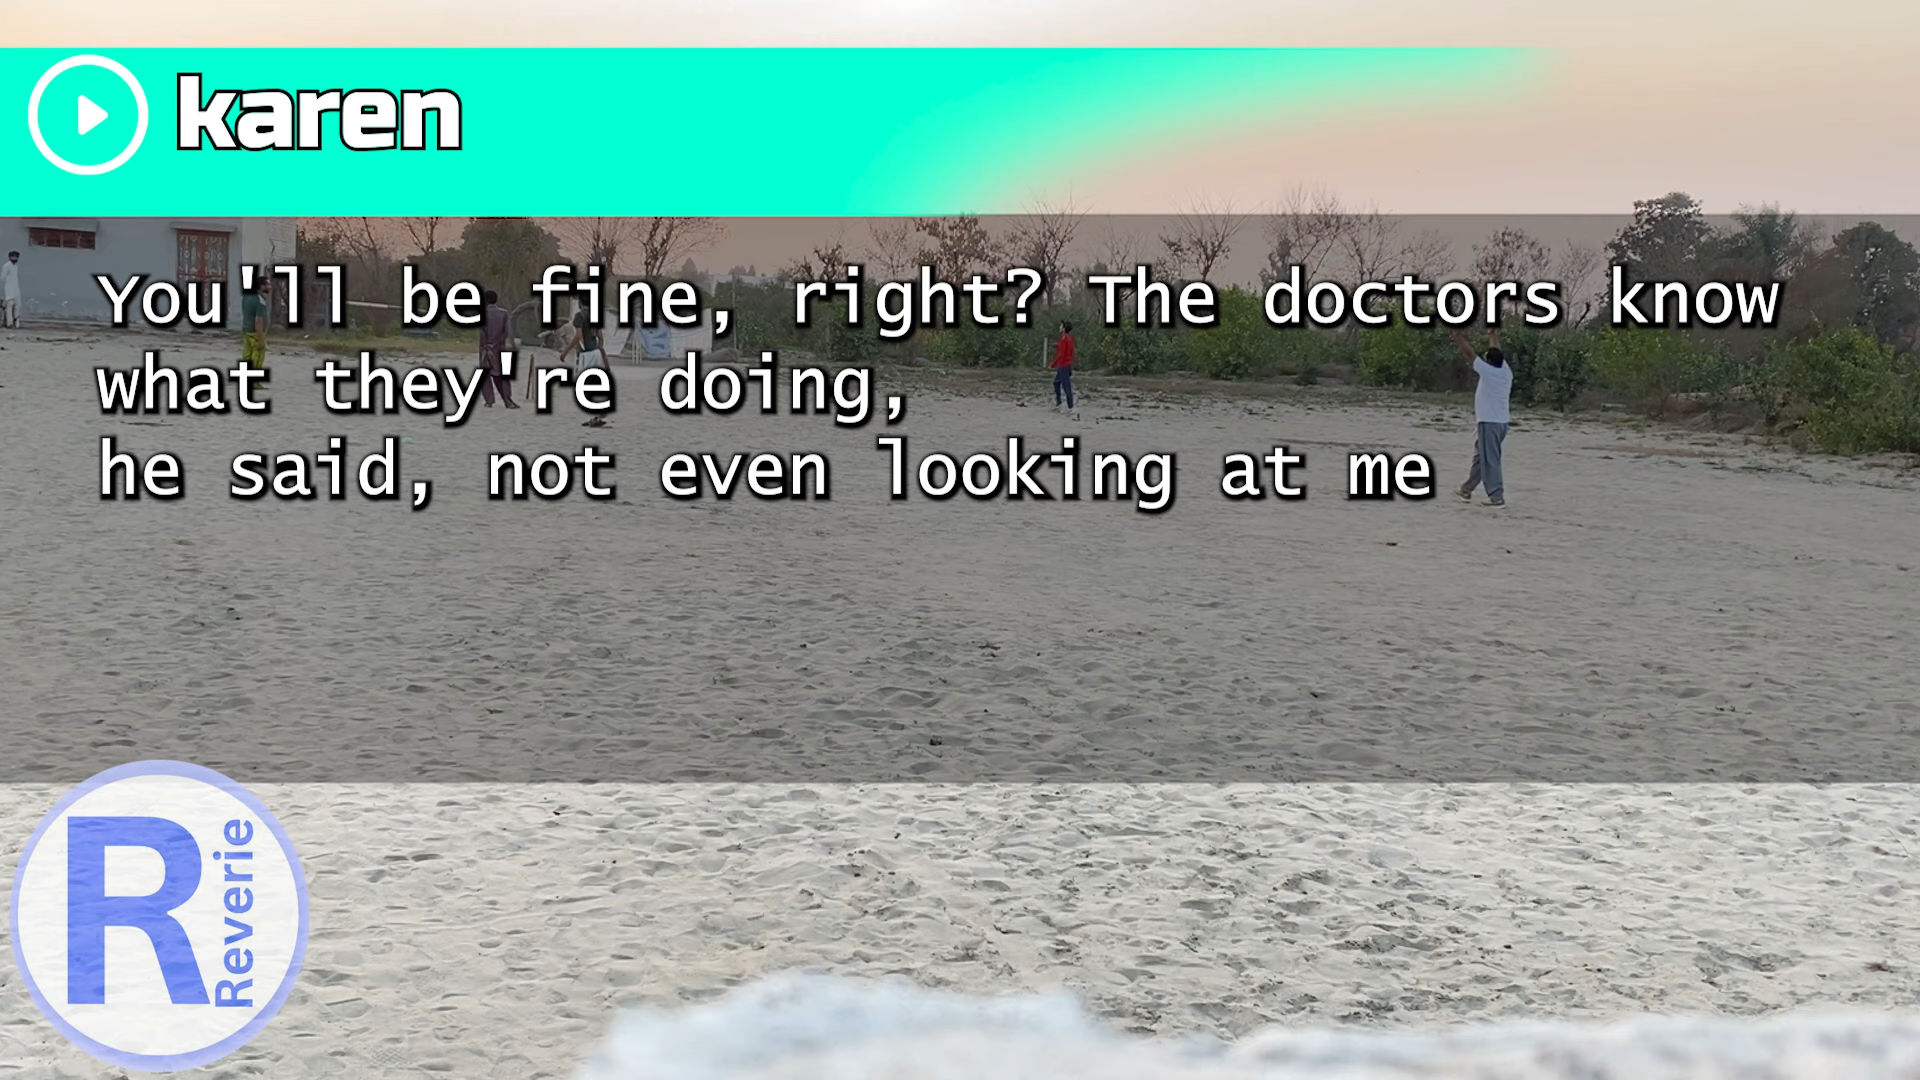 karen
You'll be fine, right? The doctors know
what they're doing,
he said, not even looking at me
R
Reverie